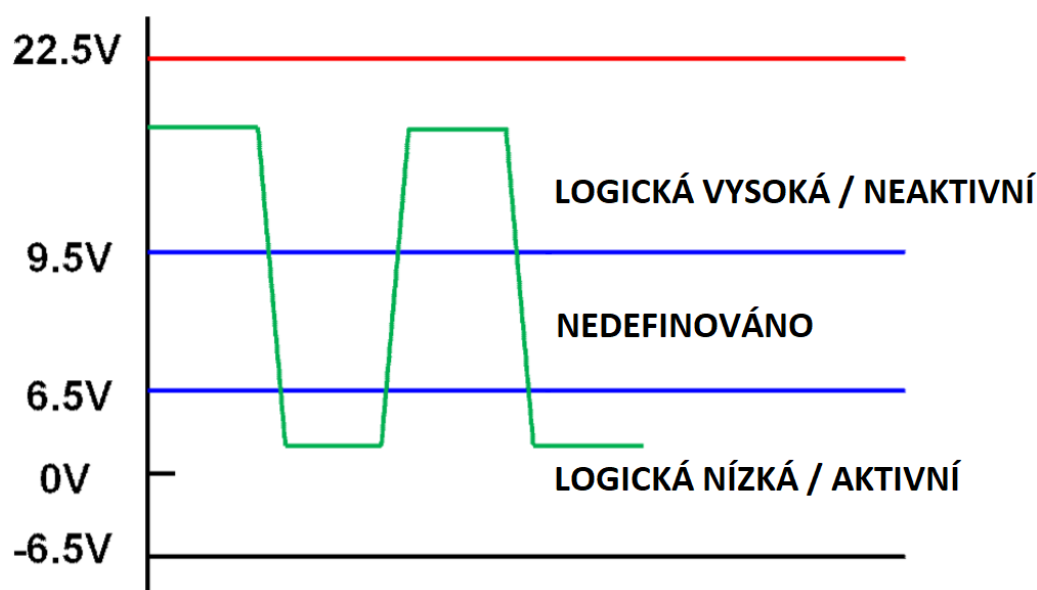 22.5V
LOGICKÁ VYSOKÁ / NEAKTIVNÍ
9.5V
NEDEFINOVÁNO
6.5V
0V
LOGICKÁ NÍZKÁ / AKTIVNÍ
-6.5V